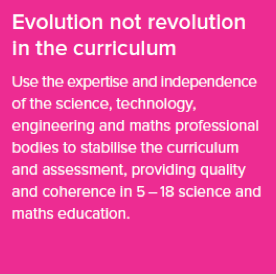 Evolution not revolution
in the curriculum
Use the expertise and independence
of the science, technology,
engineering and maths professional
bodies to stabilise the curriculum
and assessment, providing quality
and coherence in 5 – 18 science and
maths education.